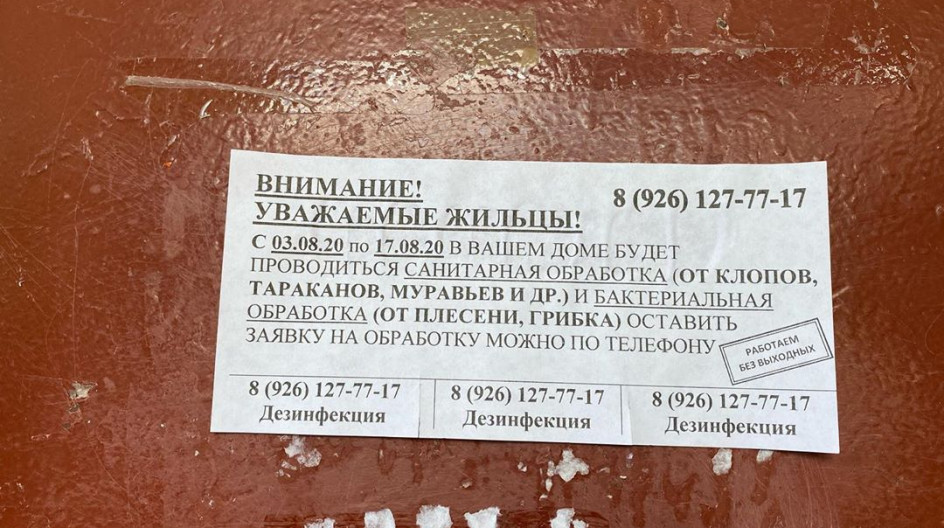 ВНИМАНИЕ!
8 (926) 127-77-17
УВАЖАЕМЫЕ ЖИЛЬЦЫ!
С 03.08.20 по 17.08.20 В ВАШЕМ ДОМЕ БУДЕТ
ПРОВОДИТЬСЯ САНИТАРНАЯ ОБРАБОТКА (ОТ КЛОПОВ,
ТАРАКАНОВ, МУРАВЬЕВ И ДР.) И БАКТЕРИАЛЬНАЯ
ОБРАБОТКА (ОТ ПЛЕСЕНИ, ГРИБКА) ОСТАВИТЬ
ЗАЯВКУ НА ОБРАБОТКУ МОЖНО ПО ТЕЛЕФОНУ
РАБОТАЕМ
БЕЗ ВЫХОДНЫХ
8 (926) 127-77-17
Дезинфекция
8 (926) 127-77-17
Дезинфекция
8 (926) 127-77-17
Дезинфекция